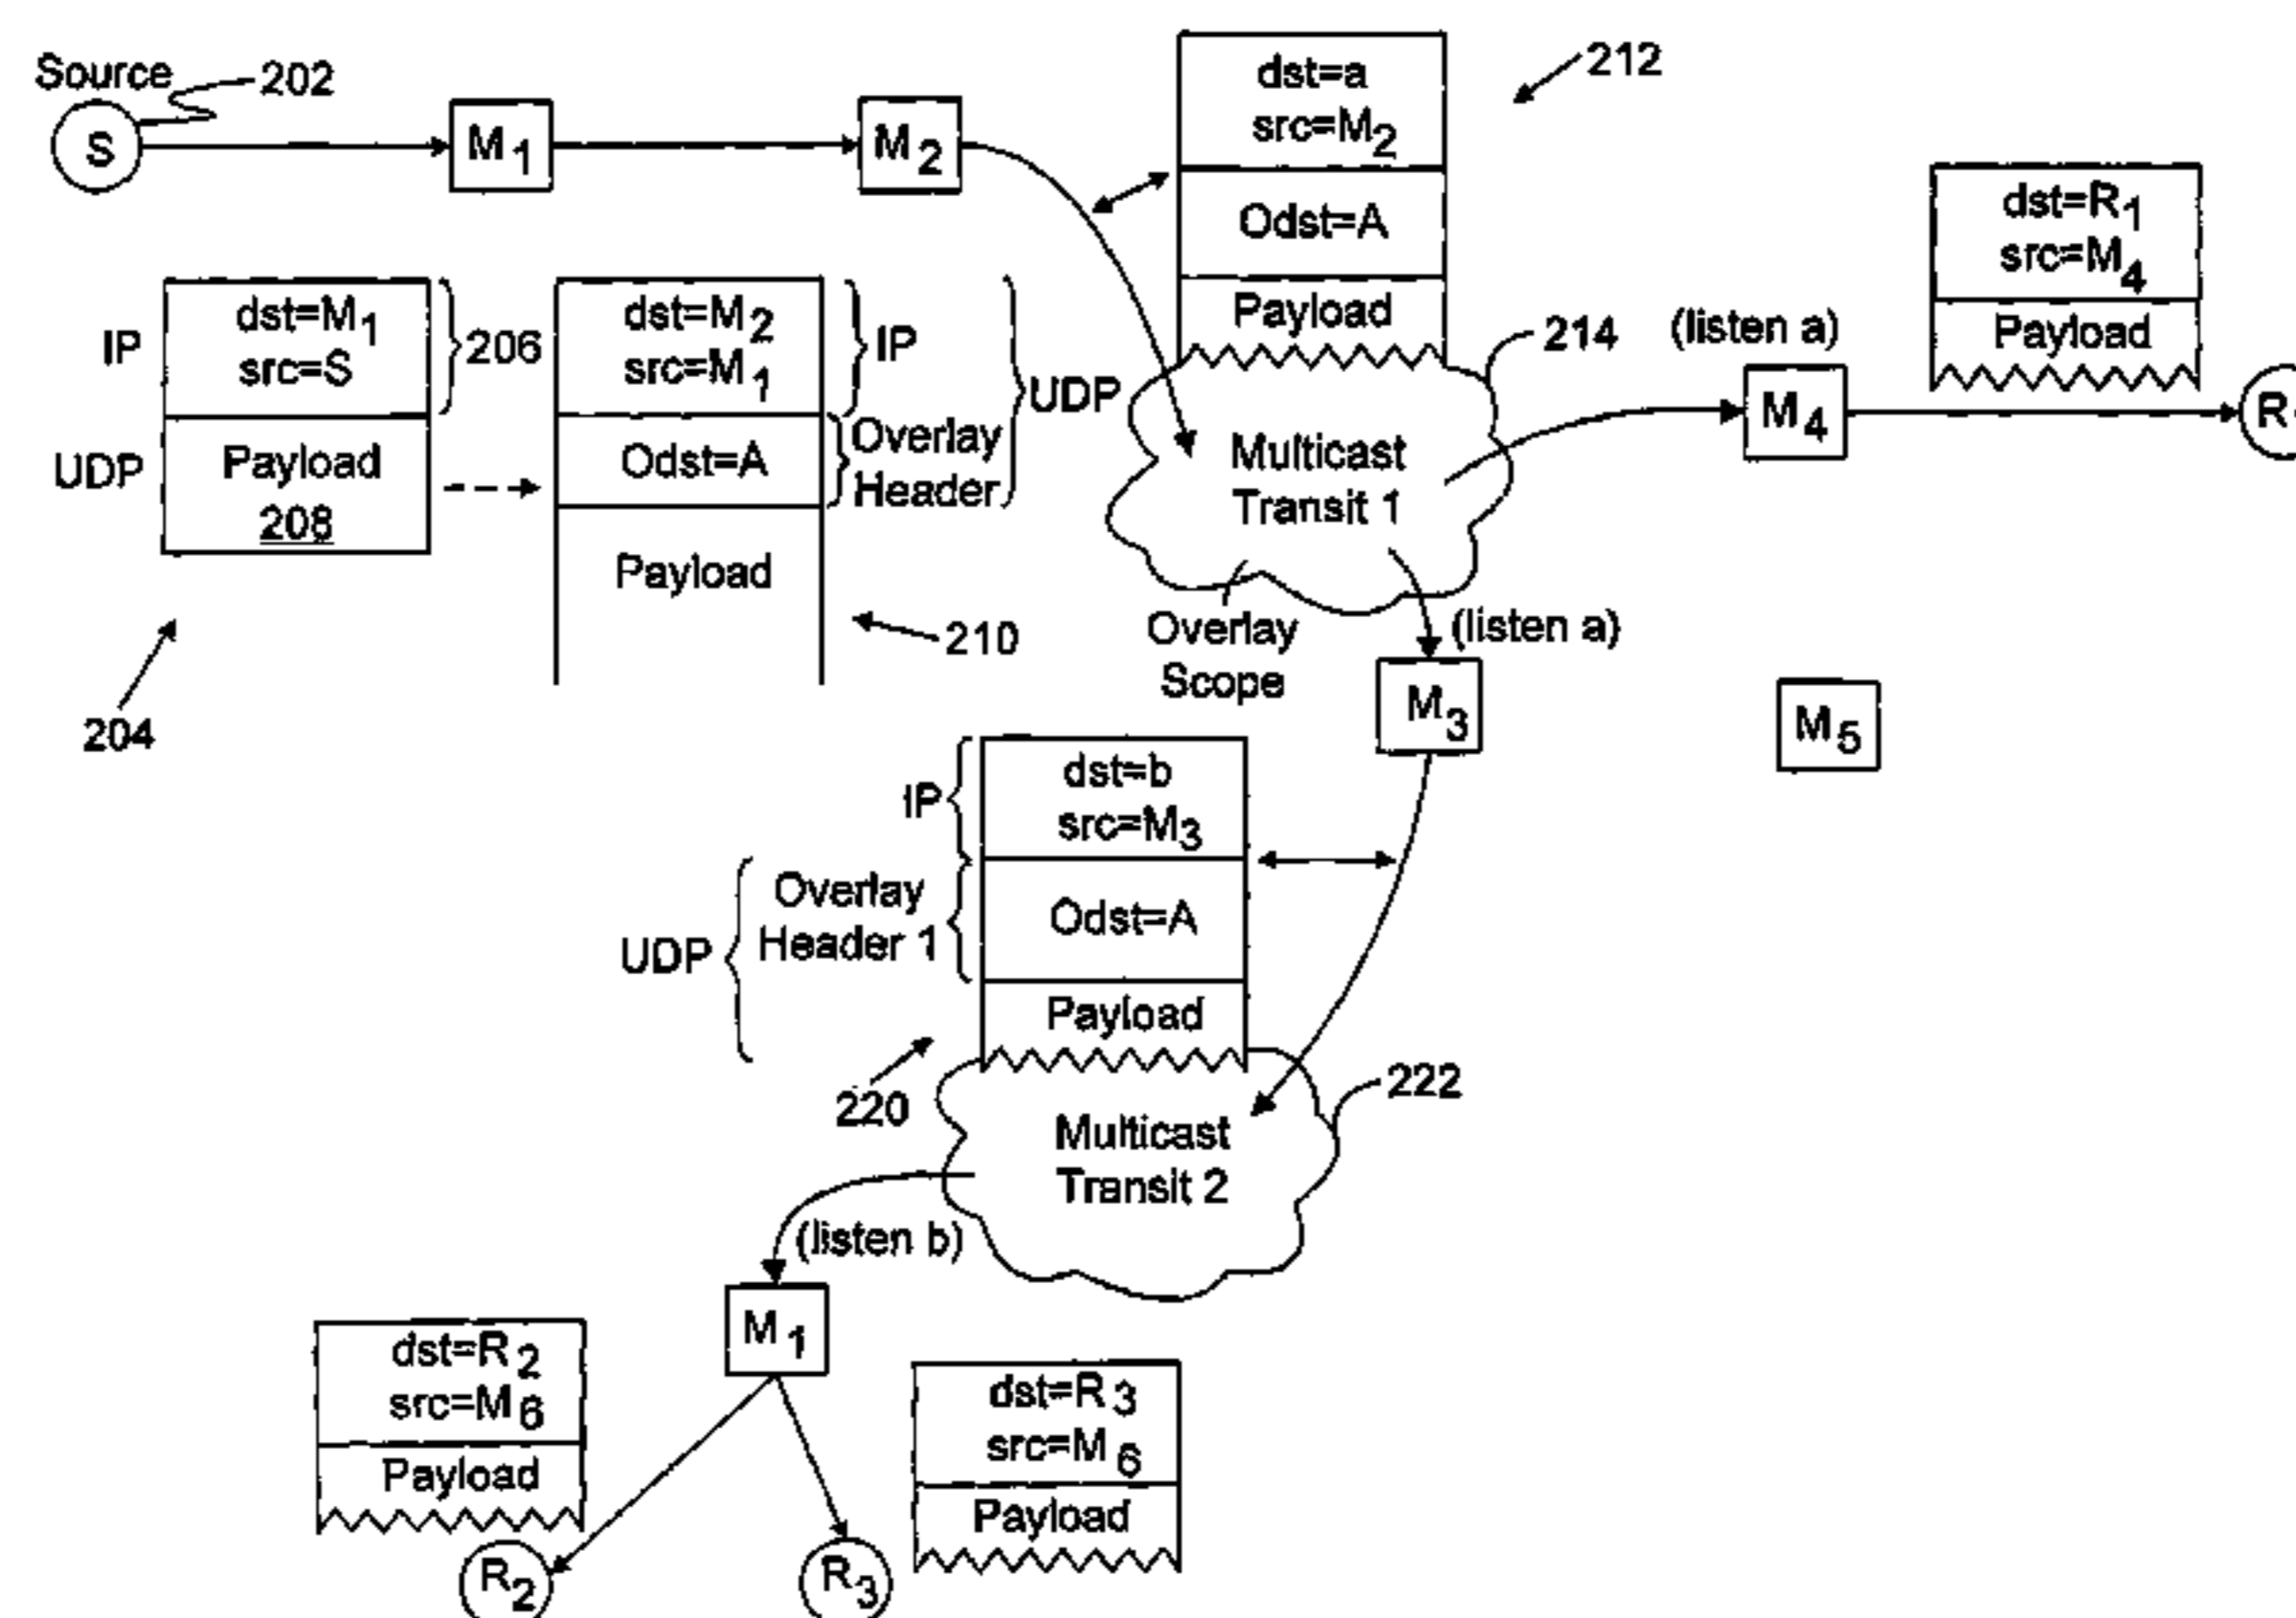 Source
202
S
M1
M2
dst=a
src=M2
Odst=A
Payload
212
dst=R1
src=M4
Payload
IP
dst=M1
src=S
206
UDP
Payload
208
204
dst=M2
src=M1
IP
Odst=A
Overlay
Header
UDP
Payload
210
214
(listen a)
M4
R
Multicast
Transit 1
Overlay
Scope
(listen a)
M3
M5
IP
dst=b
src=M3
UDP
Overlay
Header 1
Odst=A
Payload
220
222
Multicast
Transit 2
(listen b)
M1
dst=R2
src=M6
Payload
dst=R3
src=M6
Payload
R2
R3